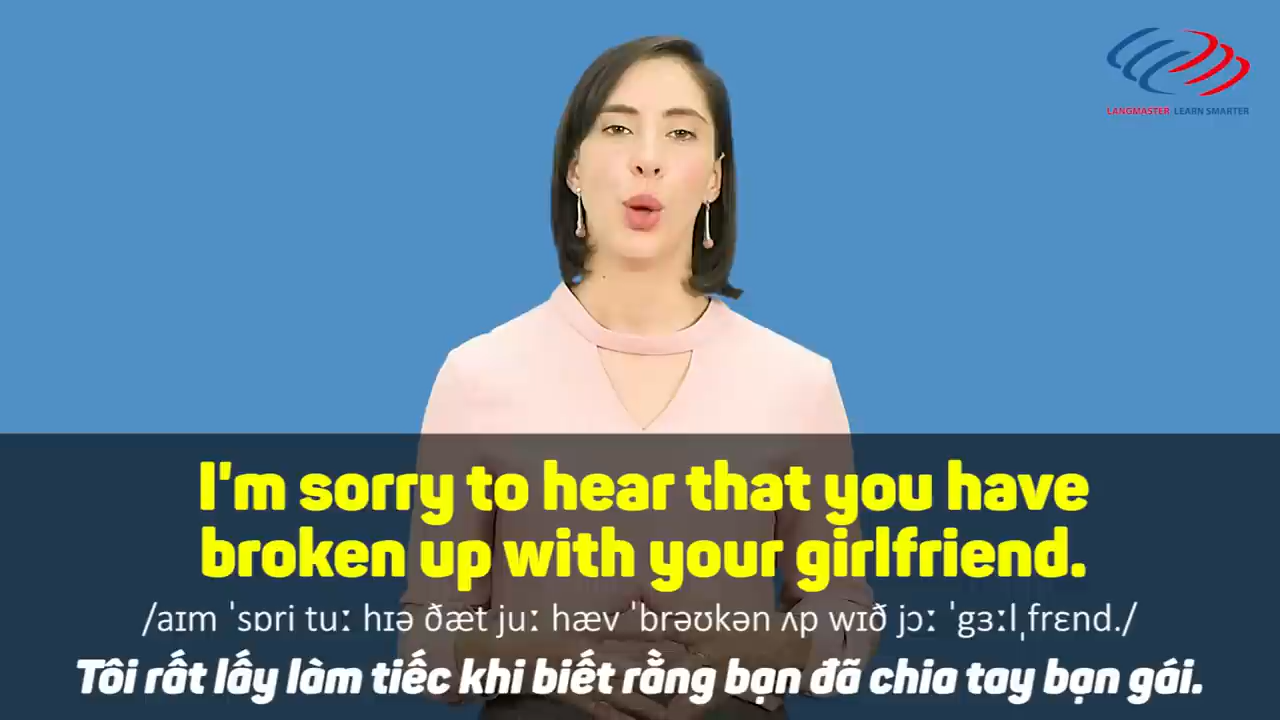 LANGMASTER LEARN SMARTER
I'm sorry to hear that you have
broken up with your girlfriend.
/aɪm ˈsɒri tuː hɪə ðæt juː hæv ˈbrəʊkən ʌp wɪð jɔː ˈgɜːlˌfrɛnd./
Tôi rất lấy làm tiếc khi biết rằng bạn đã chia tay bạn gái.